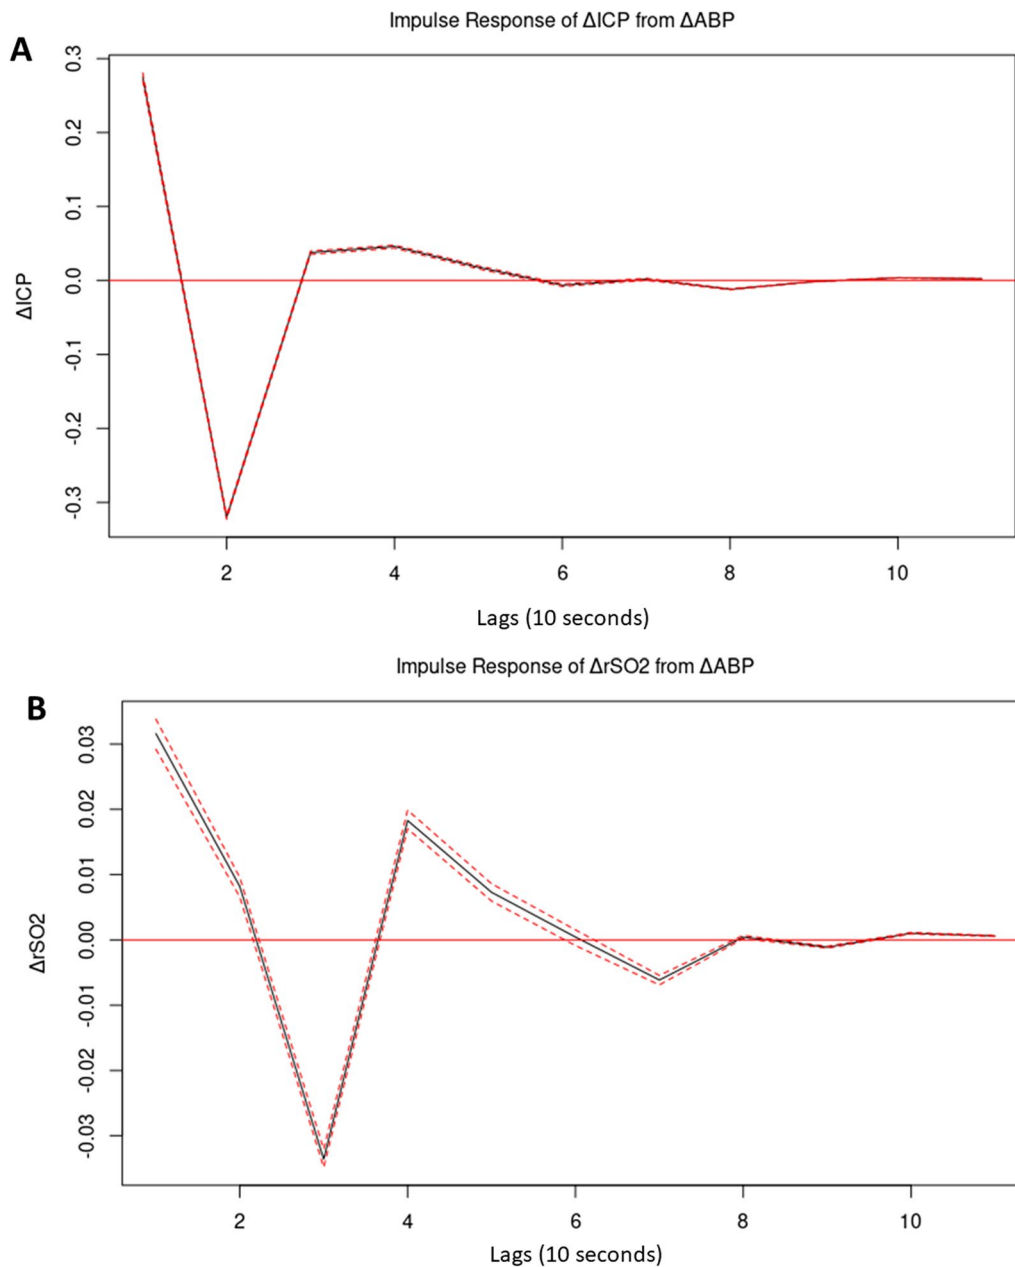 Impulse Response of ΔICP from ΔABP
A
0.3
0.2
0.1
0.0
-0.1
-0.2
-0.3
ΔICP
2 4 6 8 10
Lags (10 seconds)
Impulse Response of ΔrSO2 from ΔABP
B
0.03
0.02
0.01
0.00
-0.01
-0.02
-0.03
ΔrSO2
2 4 6 8 10
Lags (10 seconds)